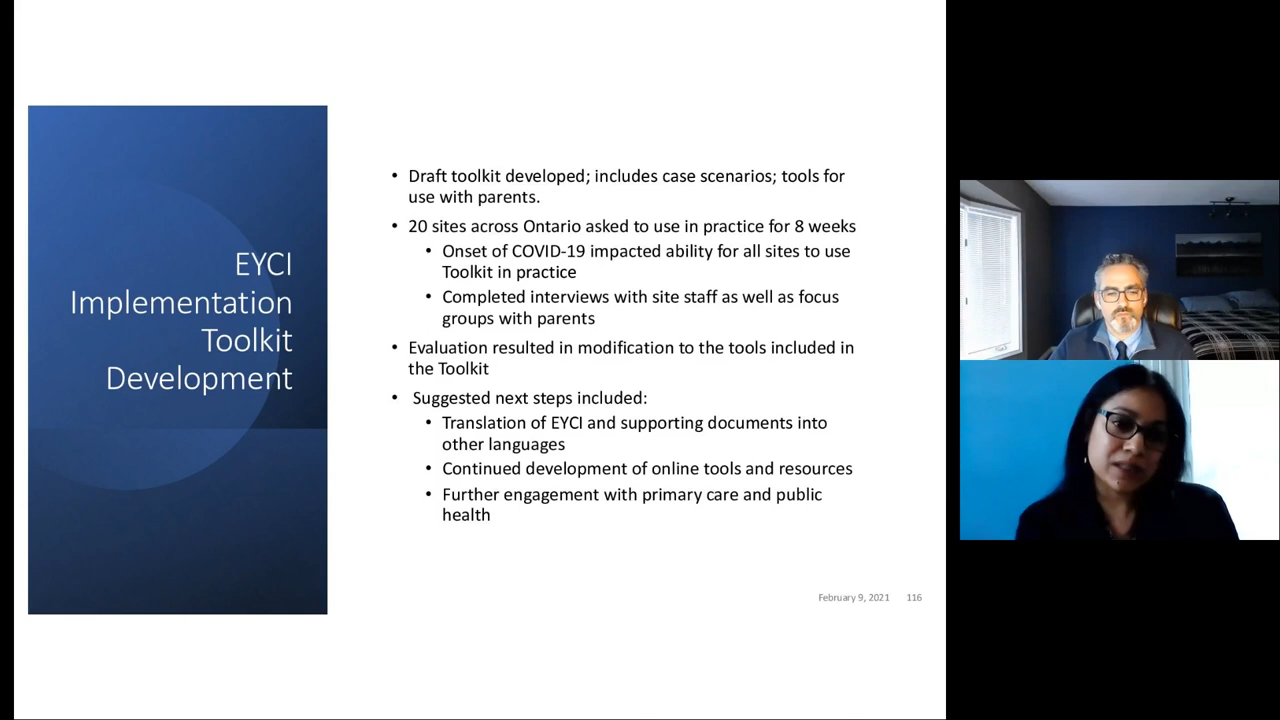 EYCI
Implementation
Toolkit
Development
• Draft toolkit developed; includes case scenarios; tools for
use with parents.
• 20 sites across Ontario asked to use in practice for 8 weeks
• Onset of COVID-19 impacted ability for all sites to use
Toolkit in practice
• Completed interviews with site staff as well as focus
groups with parents
• Evaluation resulted in modification to the tools included in
the Toolkit
• Suggested next steps included:
• Translation of EYCI and supporting documents into
other languages
• Continued development of online tools and resources
• Further engagement with primary care and public
health
February 9, 2021 116